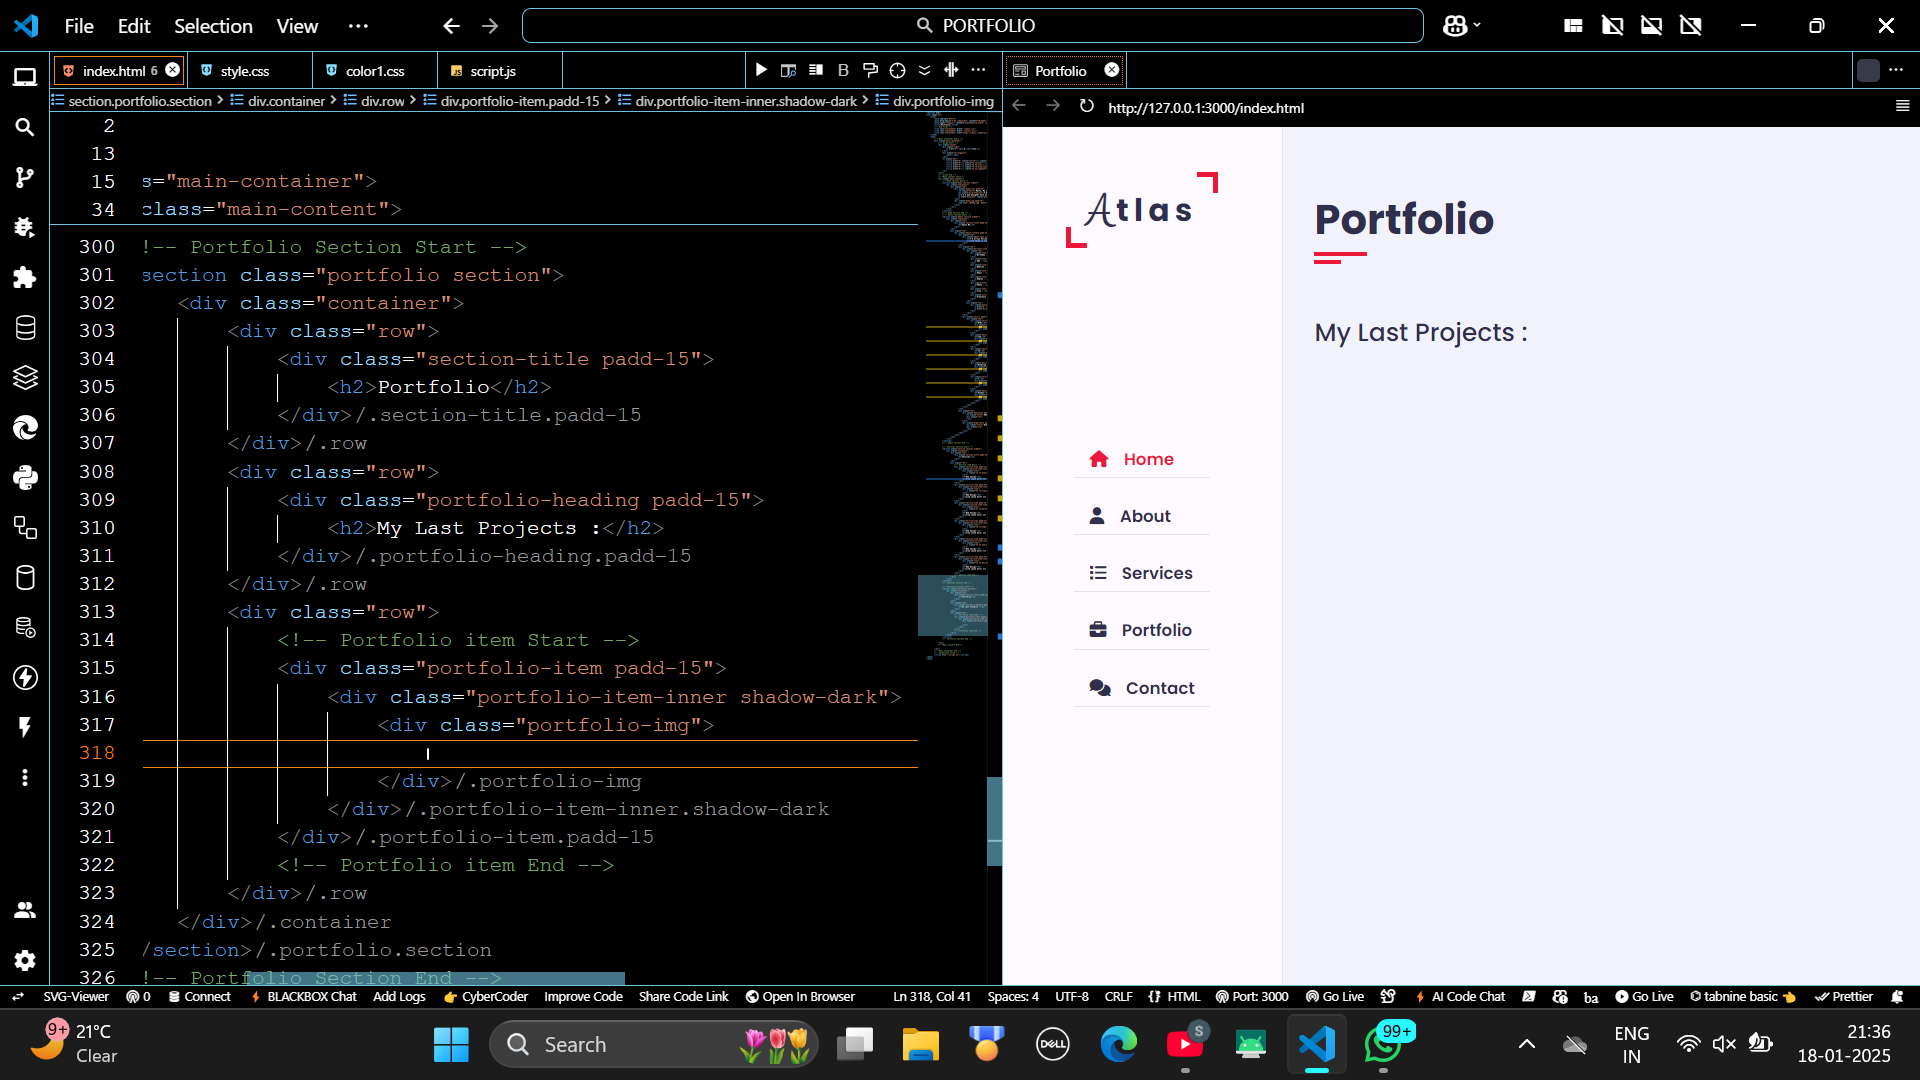 File Edit Selection View PORTFOLIO
index.html 6 style.css color1.css script.js B Portfolio
section.portfolio.section > div.container > div.row > div.portfolio-item.padd-15 > div.portfolio-item-inner.shadow-dark > div.portfolio-img
http://127.0.0.1:3000/index.html
2
13
15 s="main-container">
34 class="main-content">
300 !-- Portfolio Section Start -->
301 section class="portfolio section">
302 <div class="container">
303 <div class="row">
304 <div class="section-title padd-15">
305 <h2>Portfolio</h2>
306 </div>/.section-title.padd-15
307 </div>/.row
308 <div class="row">
309 <div class="portfolio-heading padd-15">
310 <h2>My Last Projects :</h2>
311 </div>/.portfolio-heading.padd-15
312 </div>/.row
313 <div class="row">
314 <!-- Portfolio item Start -->
315 <div class="portfolio-item padd-15">
316 <div class="portfolio-item-inner shadow-dark">
317 <div class="portfolio-img">
318
319 </div>/.portfolio-img
320 </div>/.portfolio-item-inner.shadow-dark
321 </div>/.portfolio-item.padd-15
322 <!-- Portfolio item End -->
323 </div>/.row
324 </div>/.container
325 /section>/.portfolio.section
326 !-- Portfolio Section End -->
Atlas
Home
About
Services
Portfolio
Contact
Portfolio
My Last Projects :
SVG-Viewer 0 Connect BLACKBOX Chat Add Logs CyberCoder Improve Code Share Code Link Open In Browser Ln 318, Col 41 Spaces: 4 UTF-8 CRLF HTML Port: 3000 Go Live AI Code Chat ba Go Live tabnine basic Prettier
9+ 21°C
Clear
Search
DELL
S
99+
ENG
IN
21:36
18-01-2025